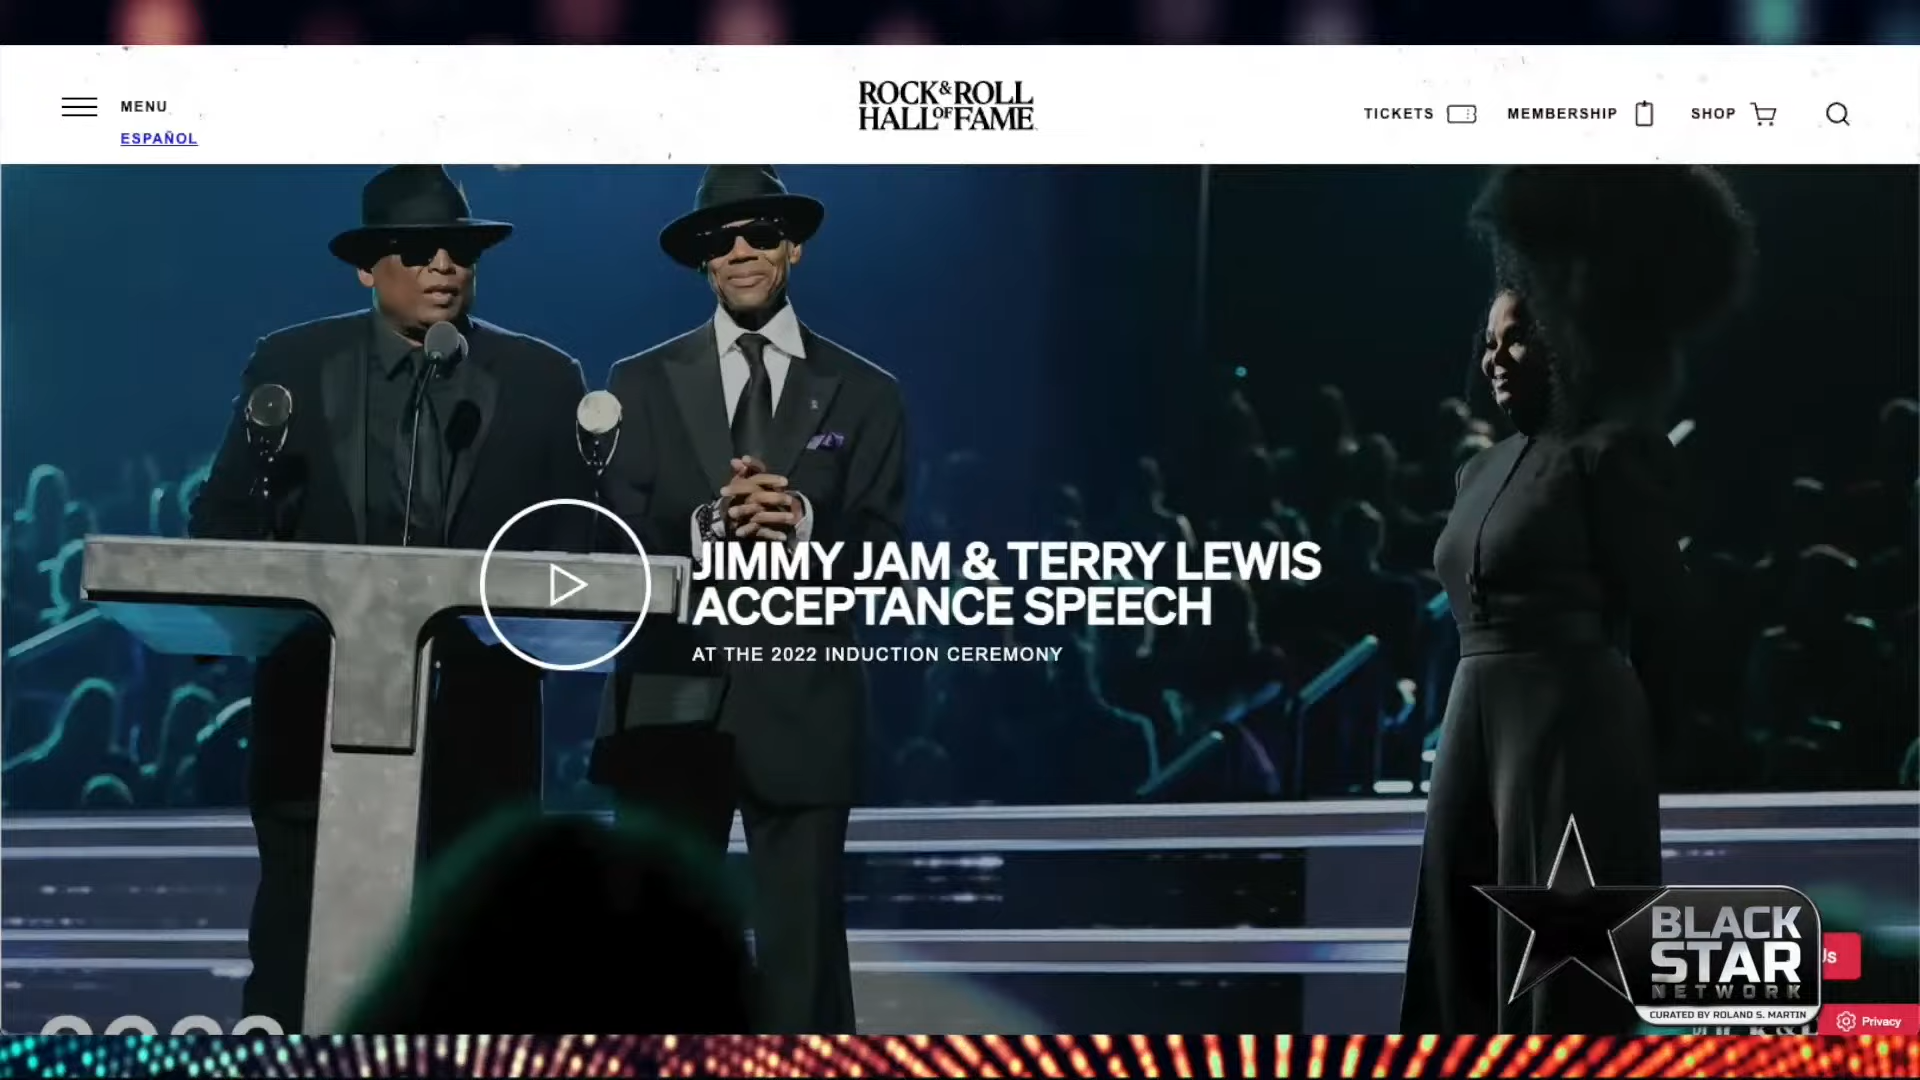 MENU
ESPAÑOL
ROCK & ROLL
HALL OF FAME
TICKETS
MEMBERSHIP
SHOP
JIMMY JAM & TERRY LEWIS
ACCEPTANCE SPEECH
AT THE 2022 INDUCTION CEREMONY
BLACK
STAR
NETWORK
CURATED BY ROLAND S. MARTIN
Privacy